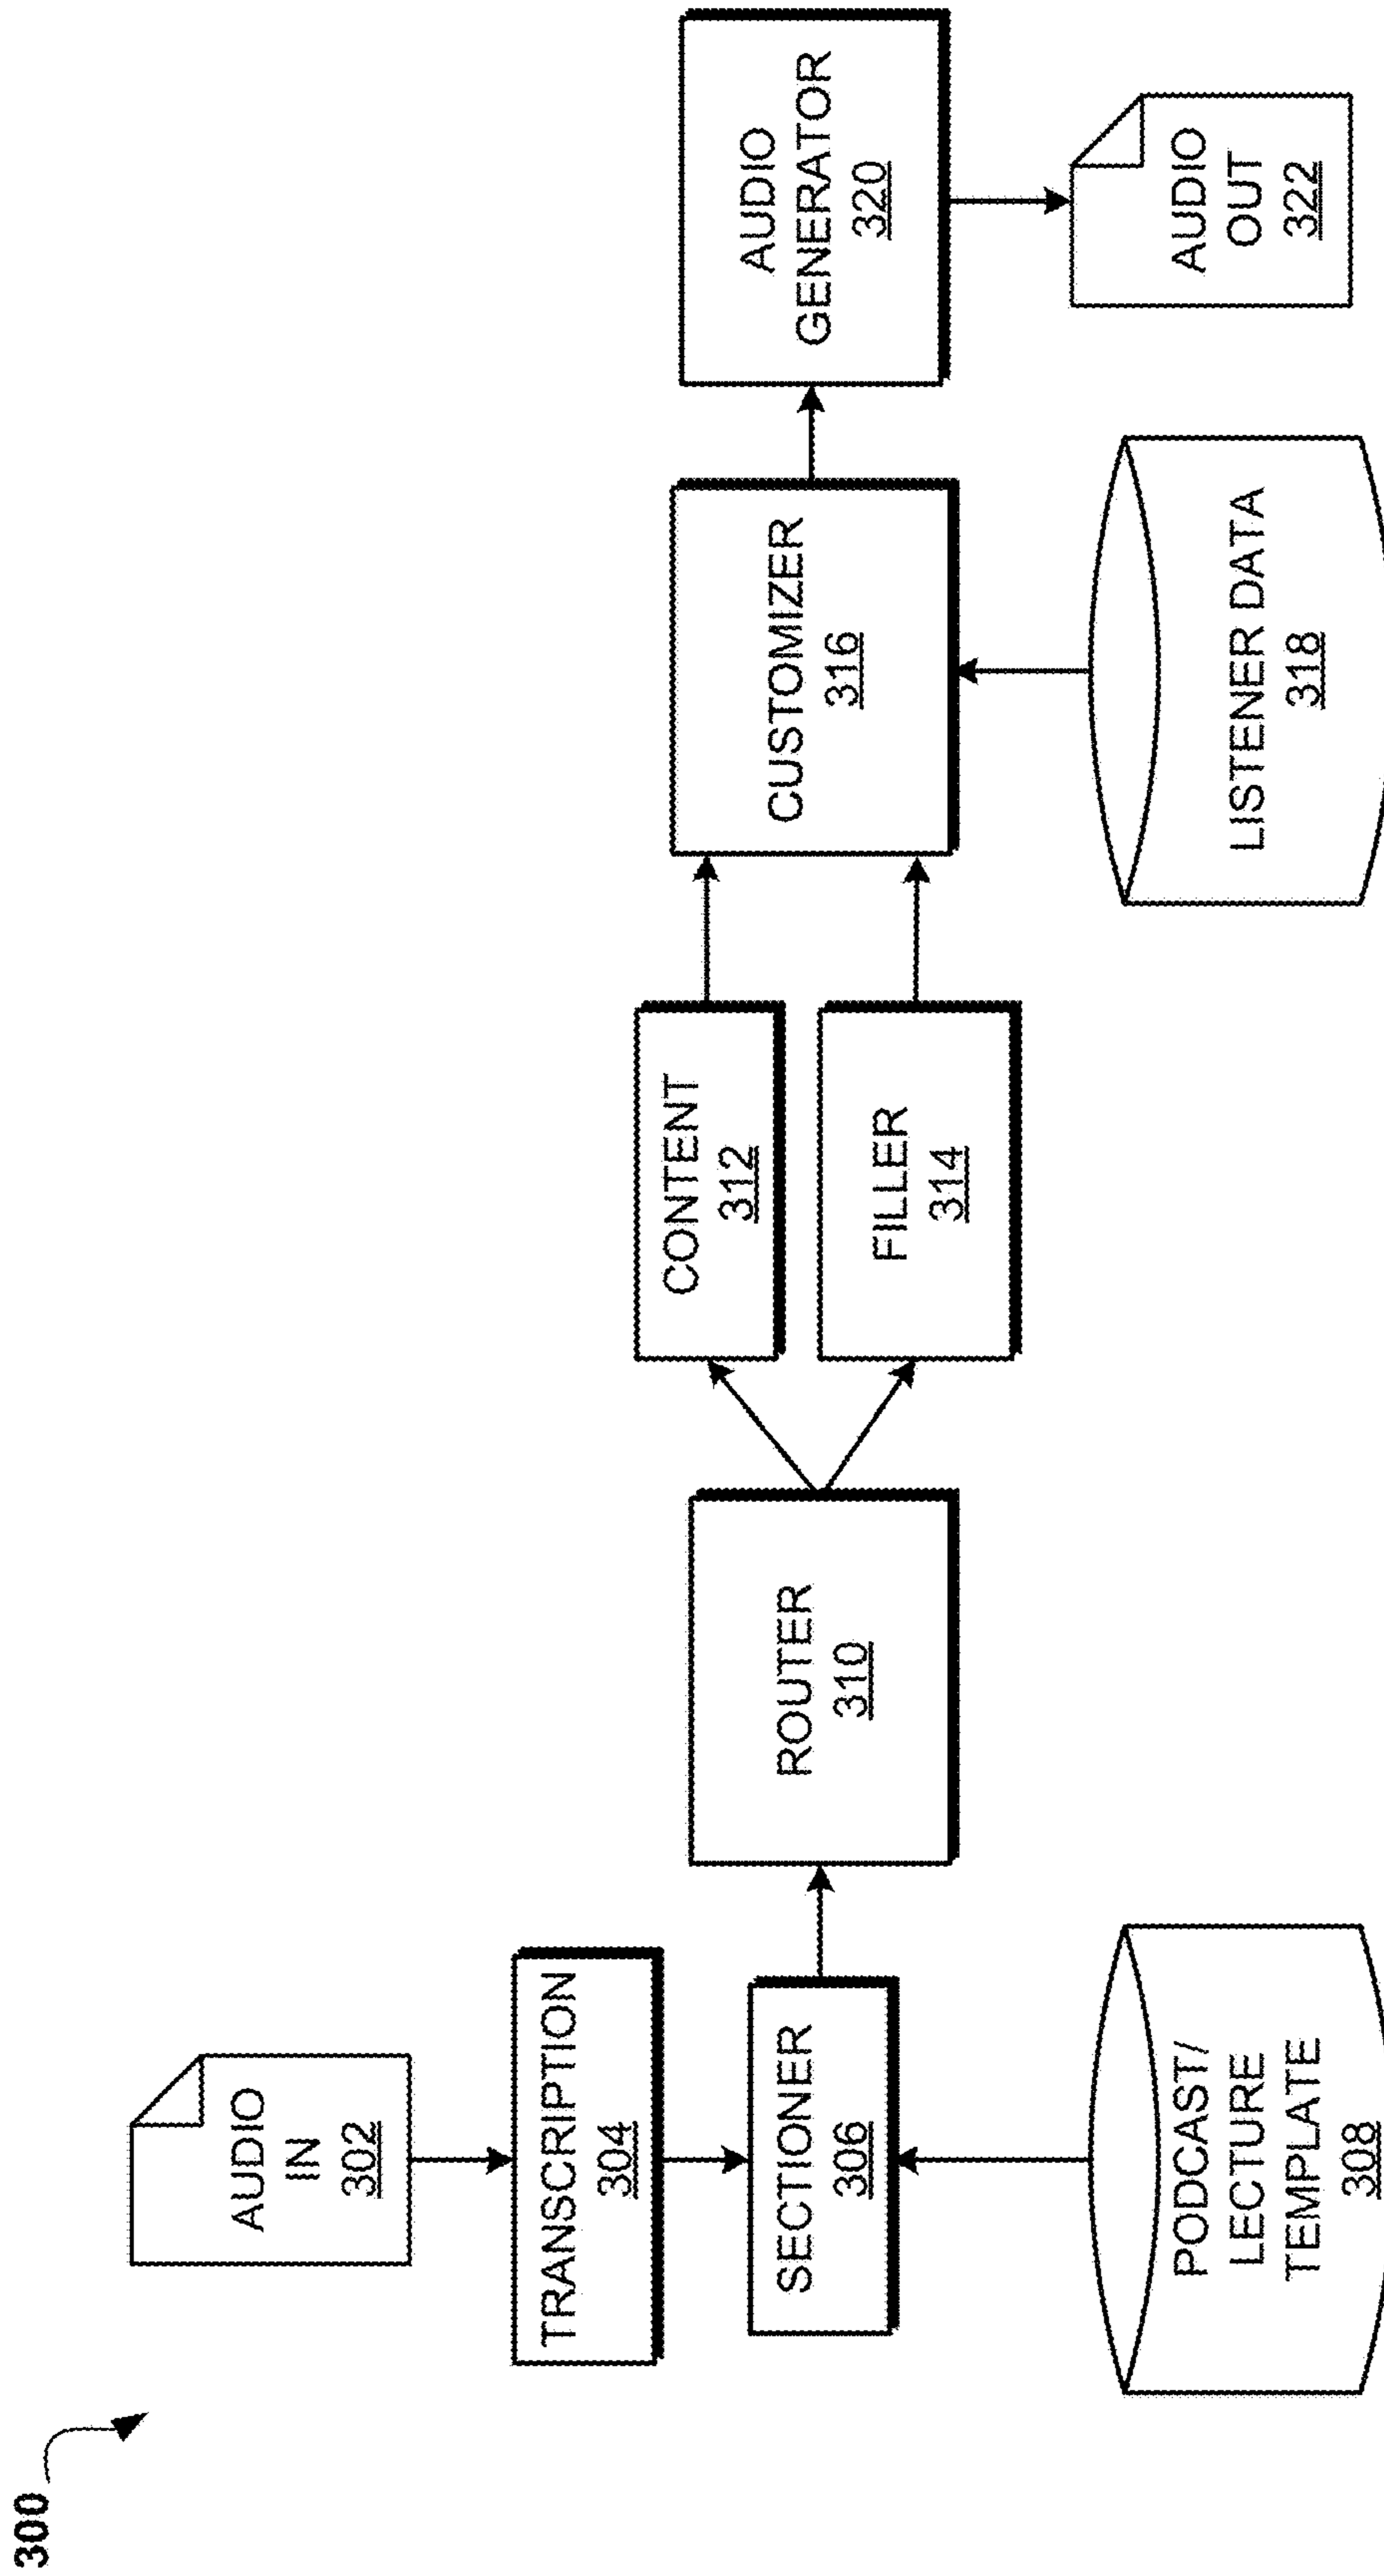 300
AUDIO
IN
302
TRANSCRIPTION
304
SECTIONER
306
PODCAST/
LECTURE
TEMPLATE
308
ROUTER
310
CONTENT
312
FILLER
314
CUSTOMIZER
316
LISTENER DATA
318
AUDIO
GENERATOR
320
AUDIO
OUT
322